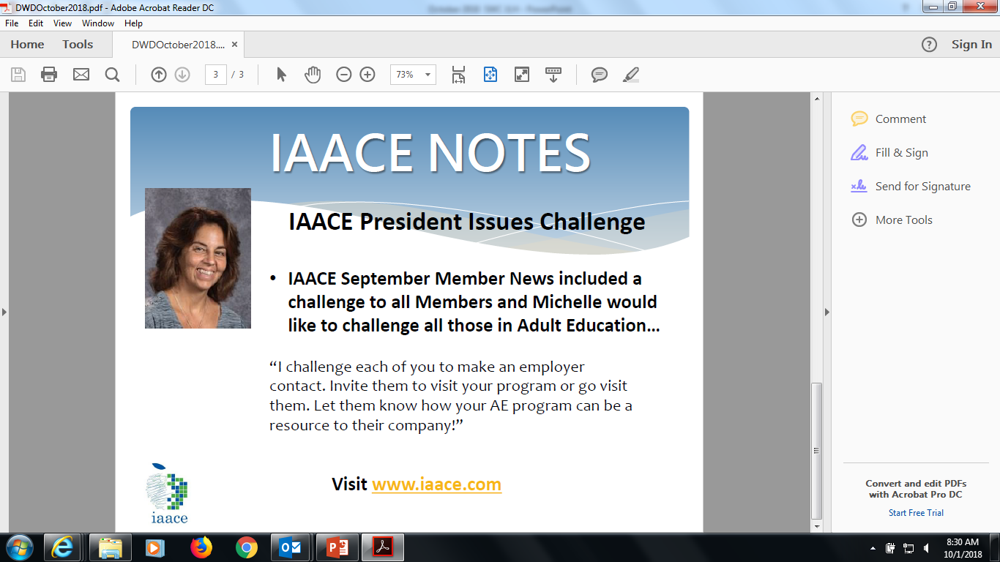 DWDOctober2018.pdf - Adobe Acrobat Reader DC
October 2018
PowerPoint
File Edit View Window Help
Home Tools DWDOctober2018.... × ? Sign In
3 / 3 73%
IAACE NOTES
IAACE President Issues Challenge
• IAACE September Member News included a
challenge to all Members and Michelle would
like to challenge all those in Adult Education...
“I challenge each of you to make an employer
contact. Invite them to visit your program or go visit
them. Let them know how your AE program can be a
resource to their company!”
iaace
Visit www.iaace.com
Comment
Fill & Sign
Send for Signature
More Tools
Convert and edit PDFs
with Acrobat Pro DC
Start Free Trial
8:30 AM
10/1/2018